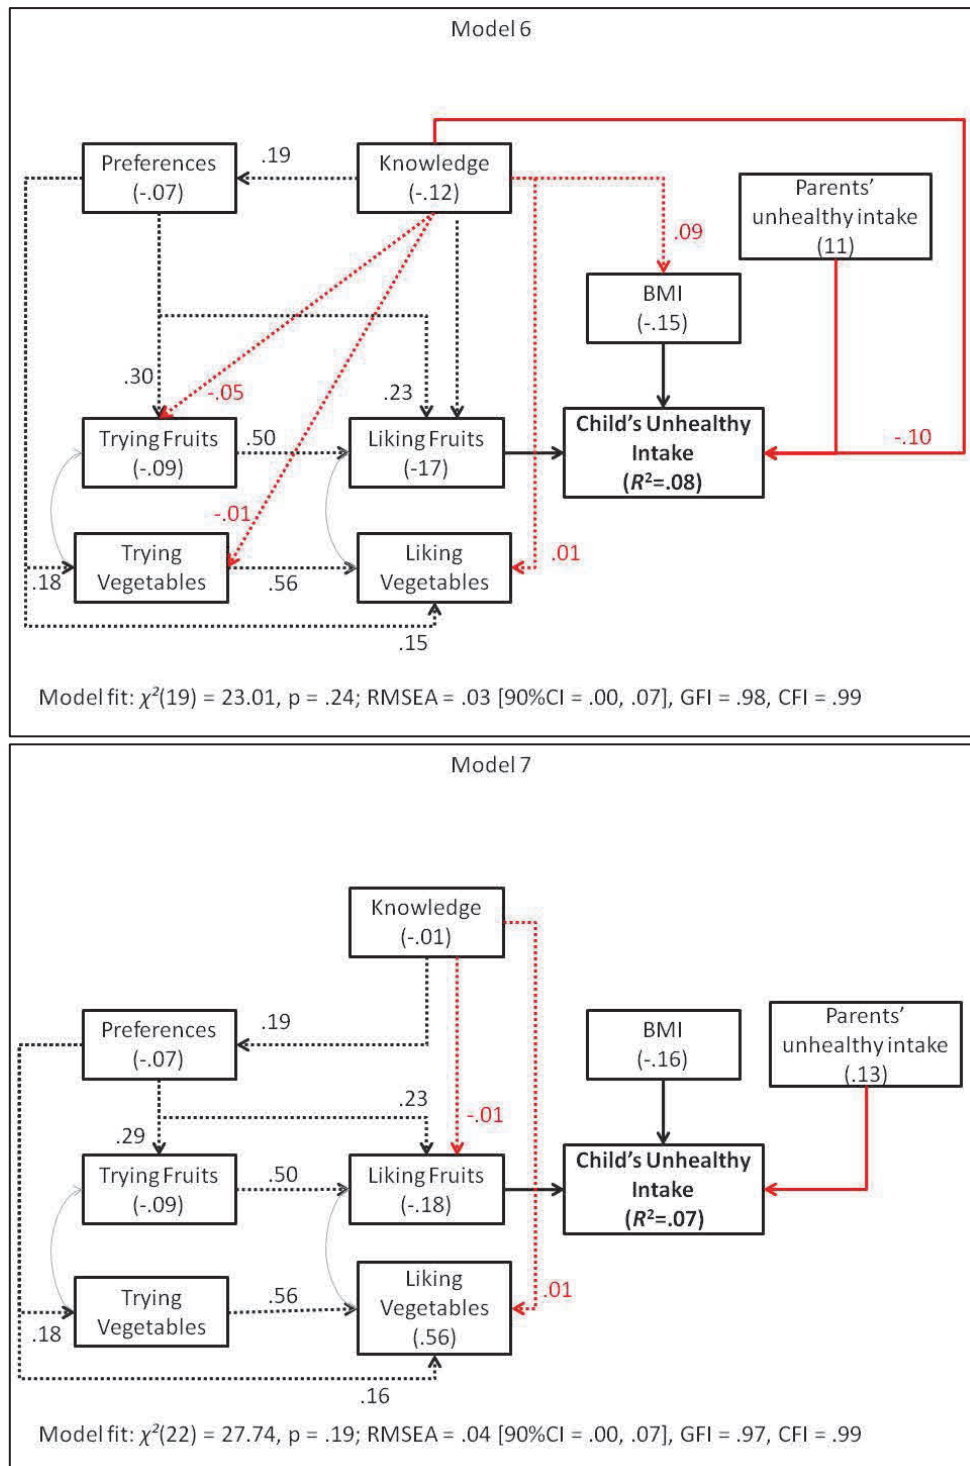 Model 6
Preferences
(-.07)
.19
Knowledge
(-.12)
Parents'
unhealthy intake
(11)
.09
BMI
(-.15)
.30
-.05
.23
Trying Fruits
(-.09)
.50
Liking Fruits
(-17)
Child's Unhealthy
Intake
(R²=.08)
-.10
-.01
Trying
Vegetables
.18
.56
Liking
Vegetables
.01
.15
Model fit: χ²(19) = 23.01, p = .24; RMSEA = .03 [90%CI = .00, .07], GFI = .98, CFI = .99
Model 7
Knowledge
(-.01)
Preferences
(-.07)
.19
BMI
(-.16)
Parents'
unhealthy intake
(.13)
.29
.23
-.01
Trying Fruits
(-.09)
.50
Liking Fruits
(-.18)
Child's Unhealthy
Intake
(R²=.07)
Trying
Vegetables
.18
.56
Liking
Vegetables
(.56)
.01
.16
Model fit: χ²(22) = 27.74, p = .19; RMSEA = .04 [90%CI = .00, .07], GFI = .97, CFI = .99